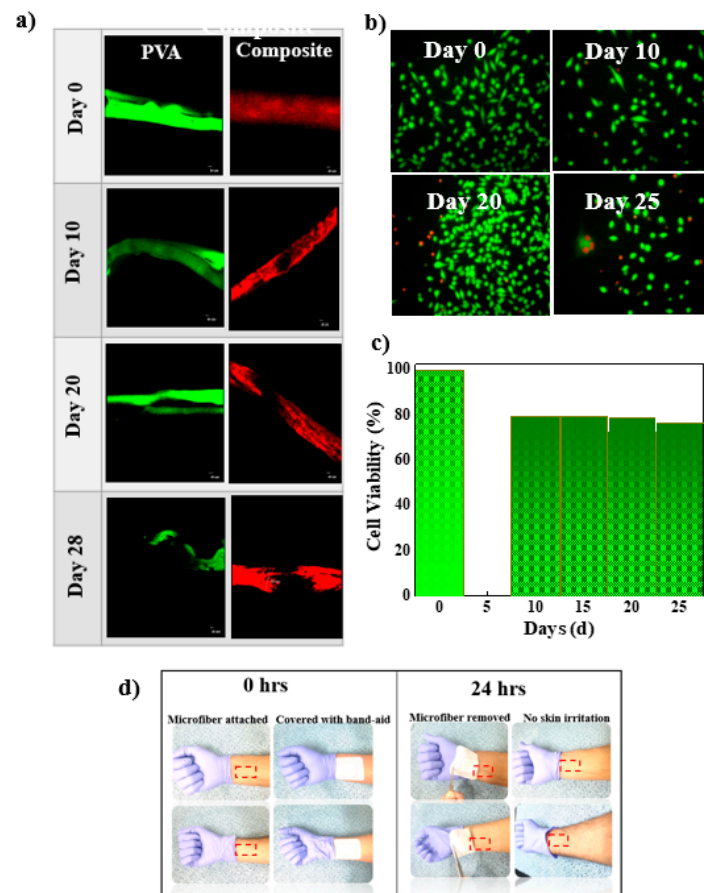 a)
PVA
Composite
Day 0
Day 10
Day 20
Day 28
b)
Day 0
Day 10
Day 20
Day 25
c)
Cell Viability (%)
100
80
60
40
20
0
0 5 10 15 20 25
Days (d)
d)
0 hrs
24 hrs
Microfiber attached
Covered with band-aid
Microfiber removed
No skin irritation